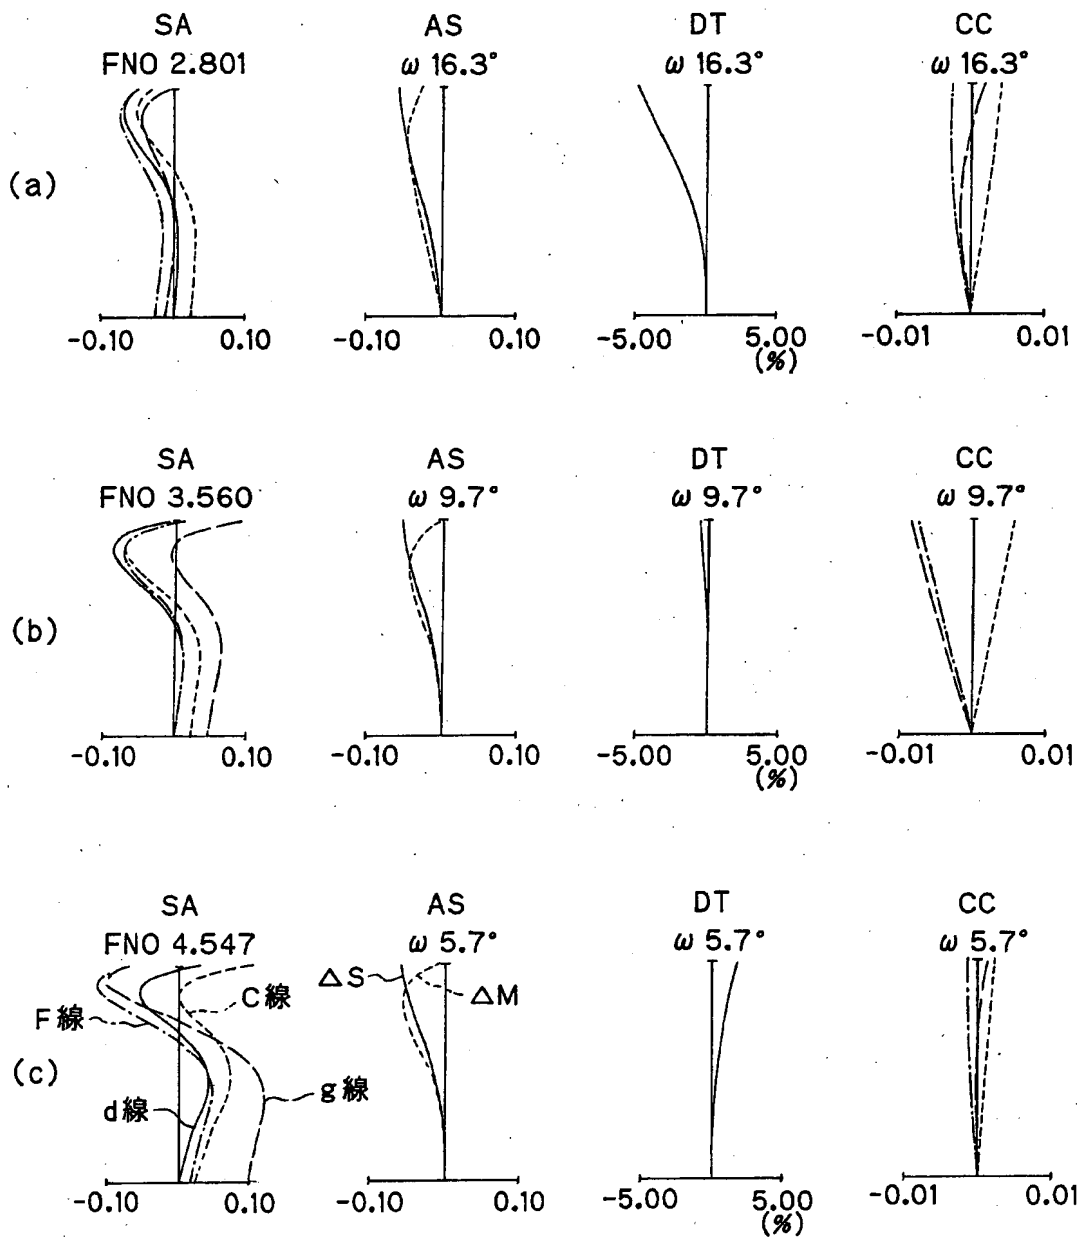 SA AS DT CC
FNO 2.801 ω 16.3° ω 16.3° ω 16.3°
(a)
-0.10 0.10 -0.10 0.10 -5.00 5.00 -0.01 0.01
(%)
SA AS DT CC
FNO 3.560 ω 9.7° ω 9.7° ω 9.7°
(b)
-0.10 0.10 -0.10 0.10 -5.00 5.00 -0.01 0.01
(%)
SA AS DT CC
FNO 4.547 ω 5.7° ω 5.7° ω 5.7°
ΔS
C線 ΔM
F線
(c)
g線
d線
-0.10 0.10 -0.10 0.10 -5.00 5.00 -0.01 0.01
(%)